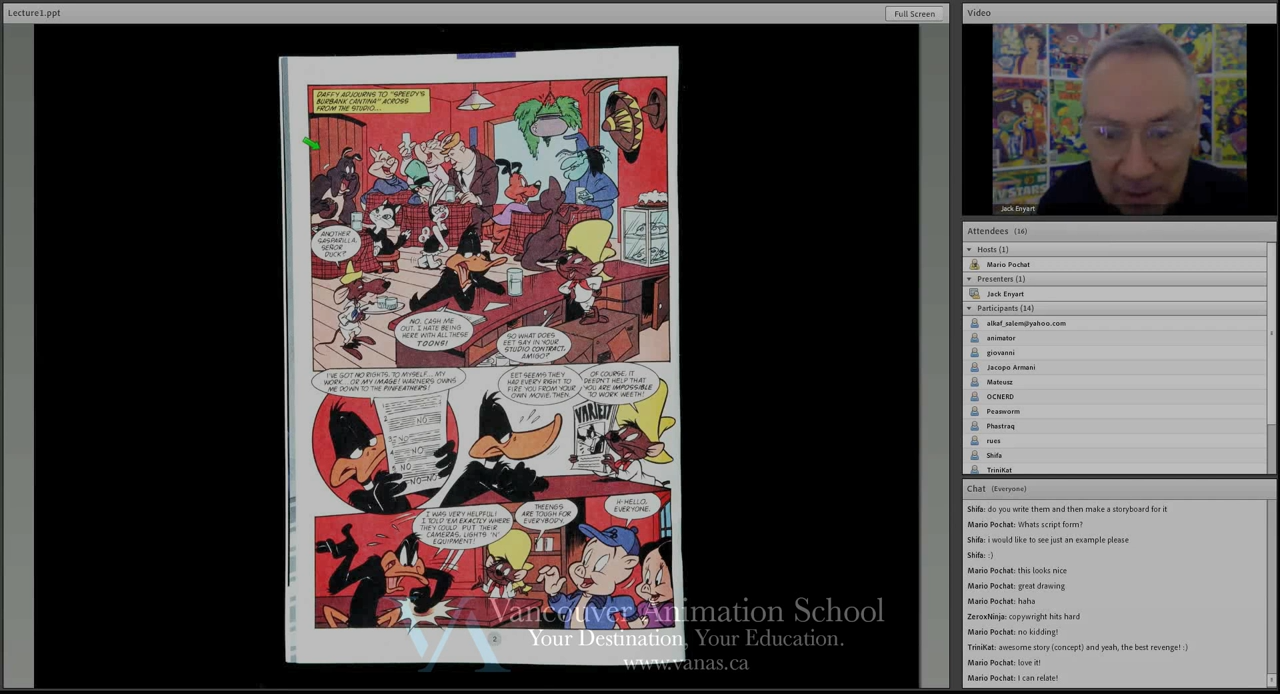 Lecture1.ppt
Full Screen
DAFFY ADJOURNS TO "SPEEDY'S
BURBANK CANTINA" ACROSS
FROM THE STUDIO...
ANOTHER
GASPARILLA,
SEÑOR
DUCK?
NO. CASH ME
OUT. I HATE BEING
HERE WITH ALL THESE
TOONS!
SO WHAT DOES
EET SAY IN YOUR
STUDIO CONTRACT,
AMIGO?
I'VE GOT NO RIGHTS. TO MYSELF... MY
WORK... OR MY IMAGE! WARNERS OWNS
ME DOWN TO THE PINFEATHERS!
NO
NO
NO
NO
NO-NO
EET SEEMS THEY
HAD EVERY RIGHT TO
FIRE YOU FROM YOUR
OWN MOVIE, THEN.
OF COURSE, IT
DEEDN'T HELP THAT
YOU ARE IMPOSSIBLE
TO WORK WEETH!
VARIETY
I WAS VERY HELPFUL!
I TOLD 'EM EXACTLY WHERE
THEY COULD PUT THEIR
CAMERAS, LIGHTS 'N'
EQUIPMENT!
THEENGS
ARE TOUGH FOR
EVERYBODY.
H-HELLO,
EVERYONE.
2
Vancouver Animation School
Your Destination, Your Education.
www.vanas.ca
Video
Jack Enyart
Attendees (16)
Hosts (1)
Mario Pochat
Presenters (1)
Jack Enyart
Participants (14)
alkaf_salem@yahoo.com
animator
giovanni
Jacopo Armani
Mateusz
OCNERD
Peasworm
Phastraq
rues
Shifa
TriniKat
Chat (Everyone)
Shifa: do you write them and then make a storyboard for it
Mario Pochat: Whats script form?
Shifa: i would like to see just an example please
Shifa: :)
Mario Pochat: this looks nice
Mario Pochat: great drawing
Mario Pochat: haha
ZeroxNinja: copywright hits hard
Mario Pochat: no kidding!
TriniKat: awesome story (concept) and yeah, the best revenge! :)
Mario Pochat: love it!
Mario Pochat: I can relate!